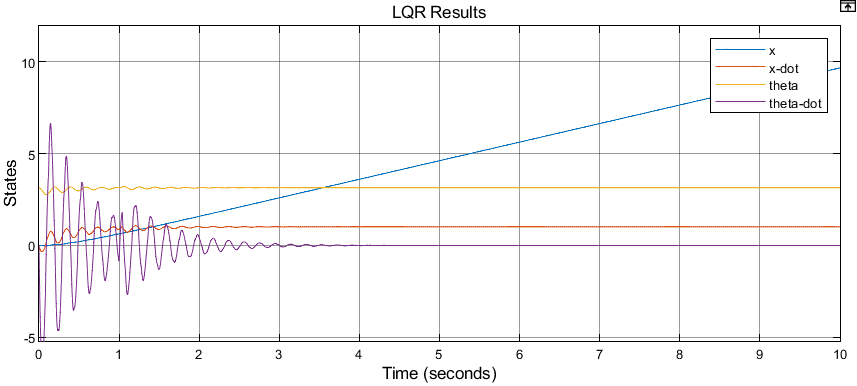 LQR Results
x
x-dot
theta
theta-dot
States
10
5
0
-5
0 1 2 3 4 5 6 7 8 9 10
Time (seconds)